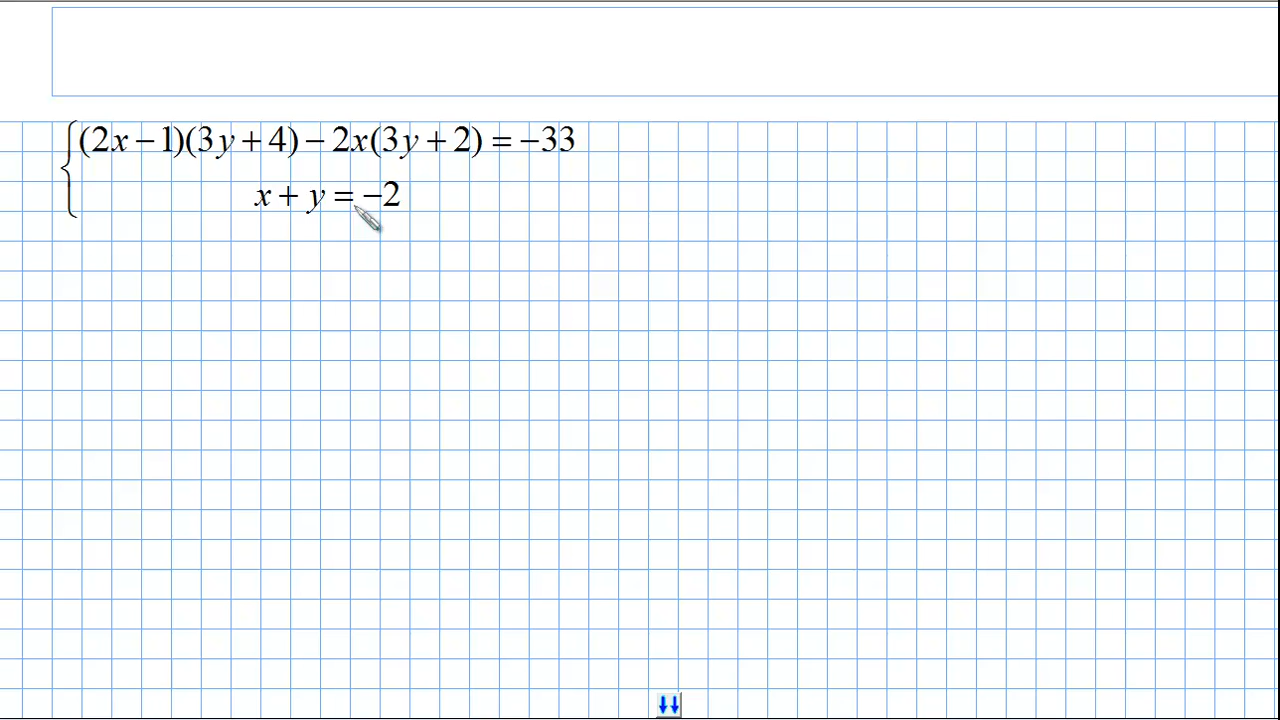 (2x − 1)(3y + 4) − 2x(3y + 2) = −33
x + y = −2